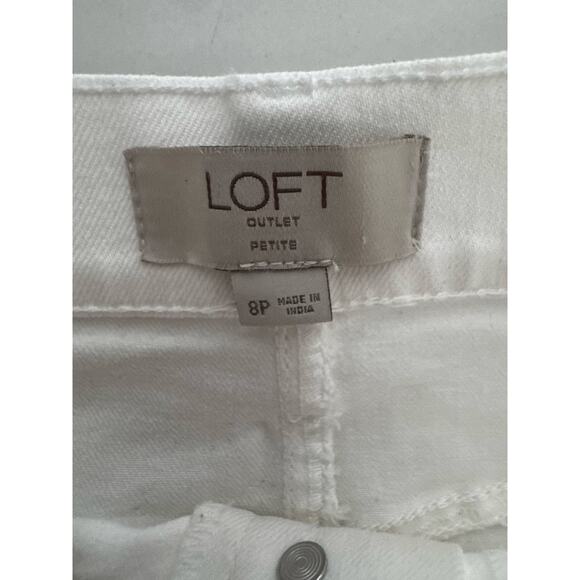 LOFT
OUTLET
PETITE
8P MADE IN
INDIA